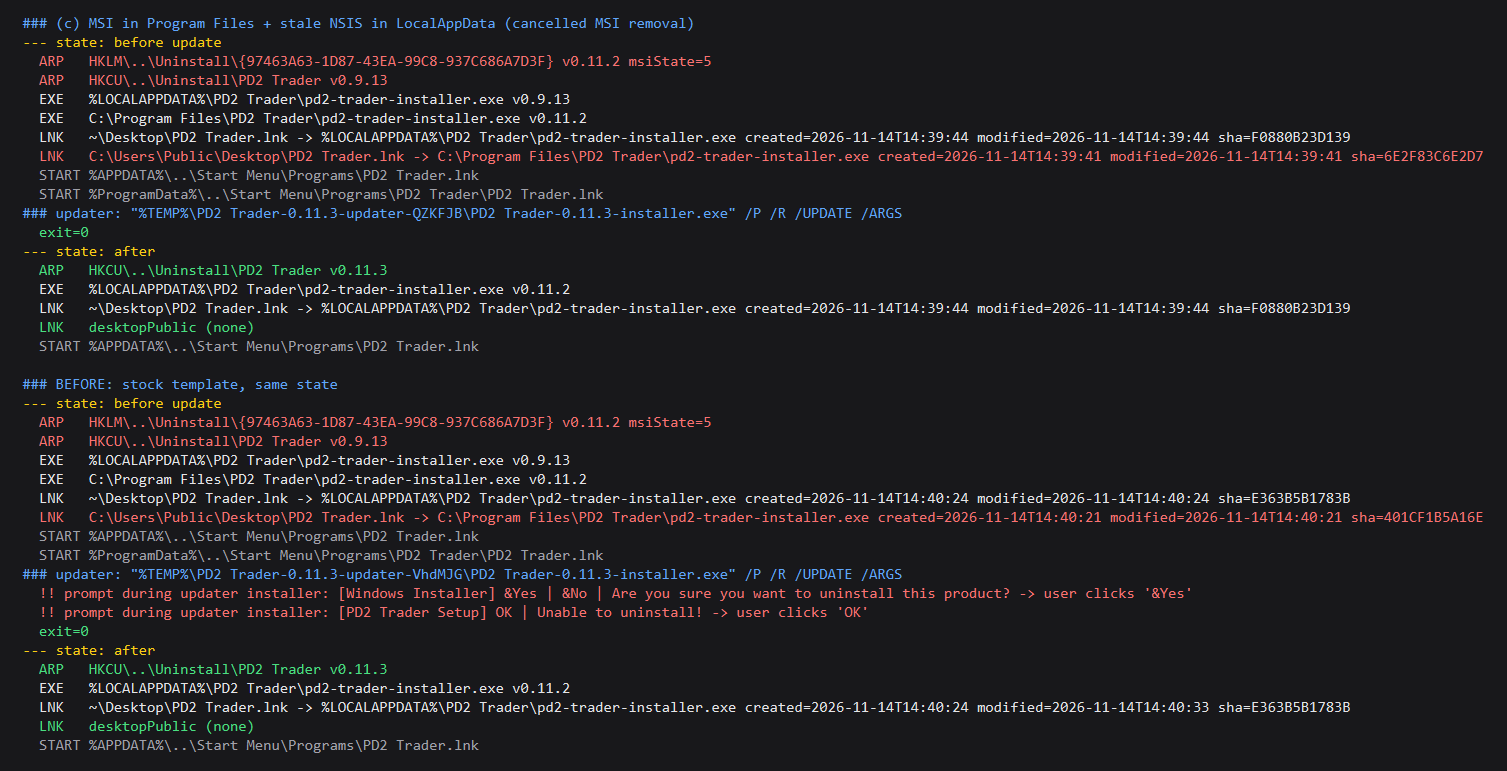 ### (c) MSI in Program Files + stale NSIS in LocalAppData (cancelled MSI removal)
--- state: before update
ARP HKLM\..\Uninstall\{97463A63-1D87-43EA-99C8-937C686A7D3F} v0.11.2 msiState=5
ARP HKCU\..\Uninstall\PD2 Trader v0.9.13
EXE %LOCALAPPDATA%\PD2 Trader\pd2-trader-installer.exe v0.9.13
EXE C:\Program Files\PD2 Trader\pd2-trader-installer.exe v0.11.2
LNK ~\Desktop\PD2 Trader.lnk -> %LOCALAPPDATA%\PD2 Trader\pd2-trader-installer.exe created=2026-11-14T14:39:44 modified=2026-11-14T14:39:44 sha=F0880B23D139
LNK C:\Users\Public\Desktop\PD2 Trader.lnk -> C:\Program Files\PD2 Trader\pd2-trader-installer.exe created=2026-11-14T14:39:41 modified=2026-11-14T14:39:41 sha=6E2F83C6E2D7
START %APPDATA%\..\Start Menu\Programs\PD2 Trader.lnk
START %ProgramData%\..\Start Menu\Programs\PD2 Trader\PD2 Trader.lnk
### updater: "%TEMP%\PD2 Trader-0.11.3-updater-QZKFJB\PD2 Trader-0.11.3-installer.exe" /P /R /UPDATE /ARGS
exit=0
--- state: after
ARP HKCU\..\Uninstall\PD2 Trader v0.11.3
EXE %LOCALAPPDATA%\PD2 Trader\pd2-trader-installer.exe v0.11.2
LNK ~\Desktop\PD2 Trader.lnk -> %LOCALAPPDATA%\PD2 Trader\pd2-trader-installer.exe created=2026-11-14T14:39:44 modified=2026-11-14T14:39:44 sha=F0880B23D139
LNK desktopPublic (none)
START %APPDATA%\..\Start Menu\Programs\PD2 Trader.lnk
### BEFORE: stock template, same state
--- state: before update
ARP HKLM\..\Uninstall\{97463A63-1D87-43EA-99C8-937C686A7D3F} v0.11.2 msiState=5
ARP HKCU\..\Uninstall\PD2 Trader v0.9.13
EXE %LOCALAPPDATA%\PD2 Trader\pd2-trader-installer.exe v0.9.13
EXE C:\Program Files\PD2 Trader\pd2-trader-installer.exe v0.11.2
LNK ~\Desktop\PD2 Trader.lnk -> %LOCALAPPDATA%\PD2 Trader\pd2-trader-installer.exe created=2026-11-14T14:40:24 modified=2026-11-14T14:40:24 sha=E363B5B1783B
LNK C:\Users\Public\Desktop\PD2 Trader.lnk -> C:\Program Files\PD2 Trader\pd2-trader-installer.exe created=2026-11-14T14:40:21 modified=2026-11-14T14:40:21 sha=401CF1B5A16E
START %APPDATA%\..\Start Menu\Programs\PD2 Trader.lnk
START %ProgramData%\..\Start Menu\Programs\PD2 Trader\PD2 Trader.lnk
### updater: "%TEMP%\PD2 Trader-0.11.3-updater-VhdMJG\PD2 Trader-0.11.3-installer.exe" /P /R /UPDATE /ARGS
!! prompt during updater installer: [Windows Installer] &Yes | &No | Are you sure you want to uninstall this product? -> user clicks '&Yes'
!! prompt during updater installer: [PD2 Trader Setup] OK | Unable to uninstall! -> user clicks 'OK'
exit=0
--- state: after
ARP HKCU\..\Uninstall\PD2 Trader v0.11.3
EXE %LOCALAPPDATA%\PD2 Trader\pd2-trader-installer.exe v0.11.2
LNK ~\Desktop\PD2 Trader.lnk -> %LOCALAPPDATA%\PD2 Trader\pd2-trader-installer.exe created=2026-11-14T14:40:24 modified=2026-11-14T14:40:33 sha=E363B5B1783B
LNK desktopPublic (none)
START %APPDATA%\..\Start Menu\Programs\PD2 Trader.lnk